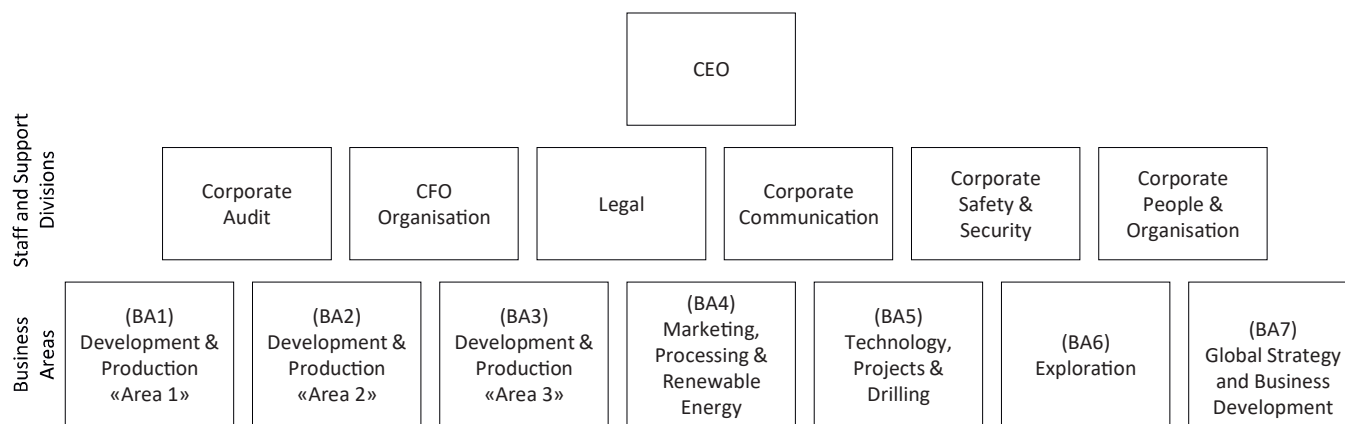 CEO
Staff and Support
Divisions
Corporate
Audit
CFO
Organisation
Legal
Corporate
Communication
Corporate
Safety &
Security
Corporate
People &
Organisation
Business
Areas
(BA1)
Development &
Production
«Area 1»
(BA2)
Development &
Production
«Area 2»
(BA3)
Development &
Production
«Area 3»
(BA4)
Marketing,
Processing &
Renewable
Energy
(BA5)
Technology,
Projects &
Drilling
(BA6)
Exploration
(BA7)
Global Strategy
and Business
Development